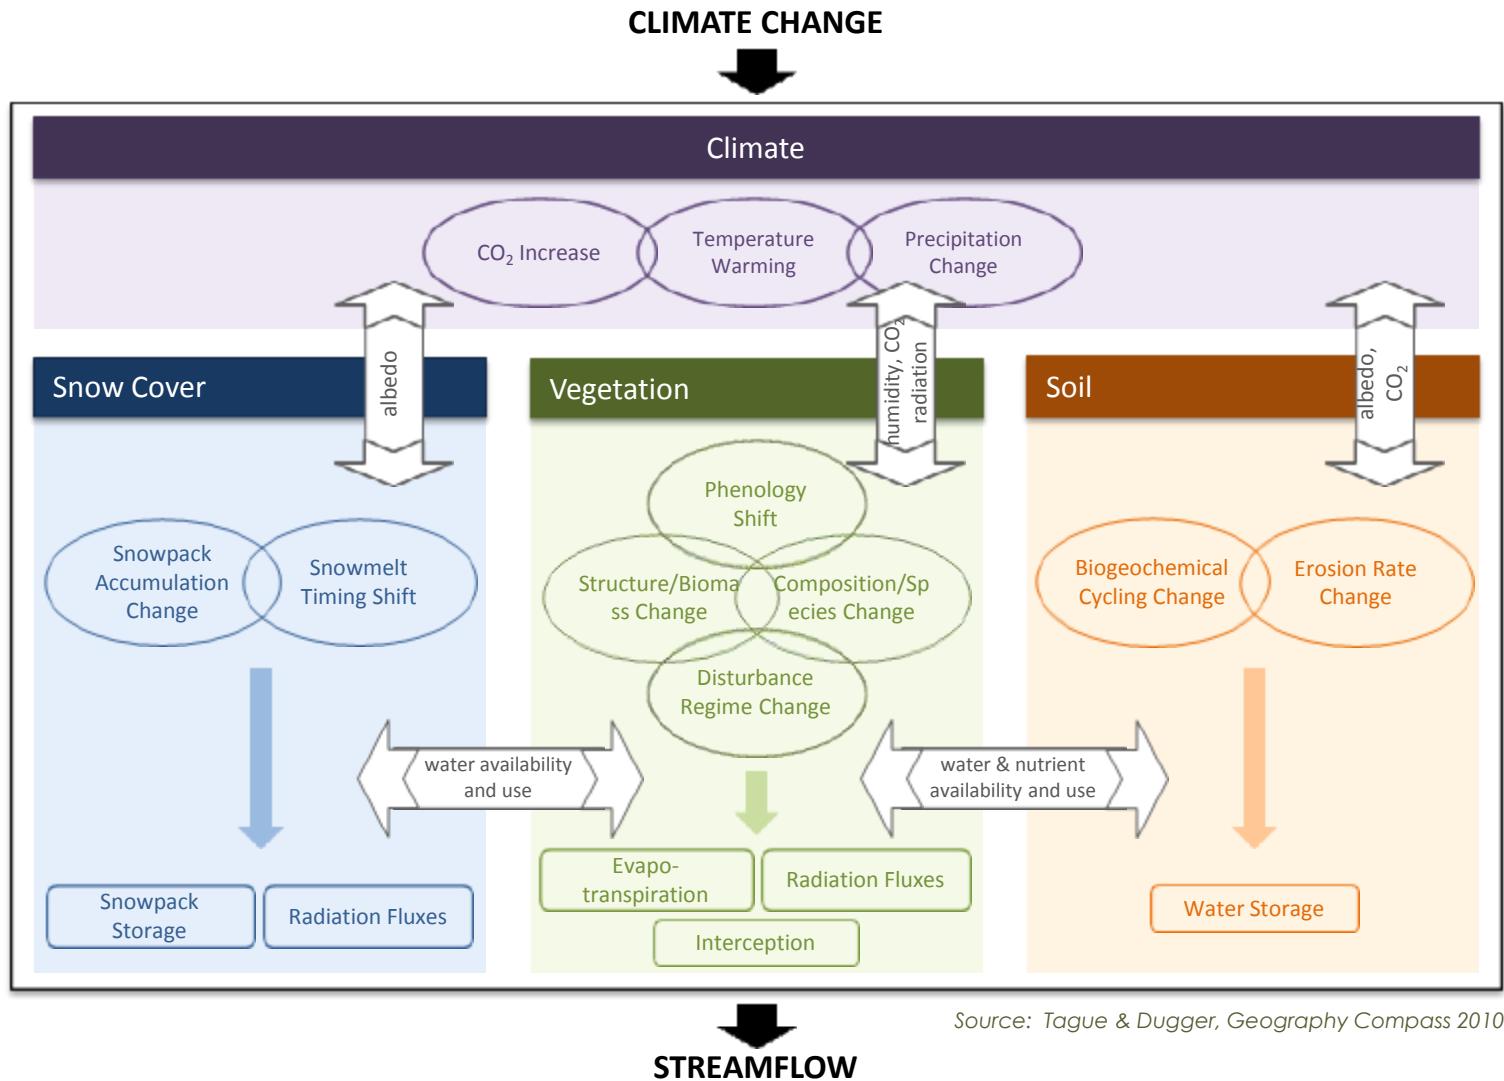 CLIMATE CHANGE
Climate
CO₂ Increase
Temperature
Warming
Precipitation
Change
albedo
humidity, CO₂
radiation
albedo,
CO₂
Snow Cover
Vegetation
Soil
Snowpack
Accumulation
Change
Snowmelt
Timing Shift
Phenology
Shift
Structure/Bioma
ss Change
Composition/Sp
ecies Change
Disturbance
Regime Change
Biogeochemical
Cycling Change
Erosion Rate
Change
water availability
and use
water & nutrient
availability and use
Snowpack
Storage
Radiation Fluxes
Evapo-
transpiration
Radiation Fluxes
Interception
Water Storage
Source: Tague & Dugger, Geography Compass 2010
STREAMFLOW